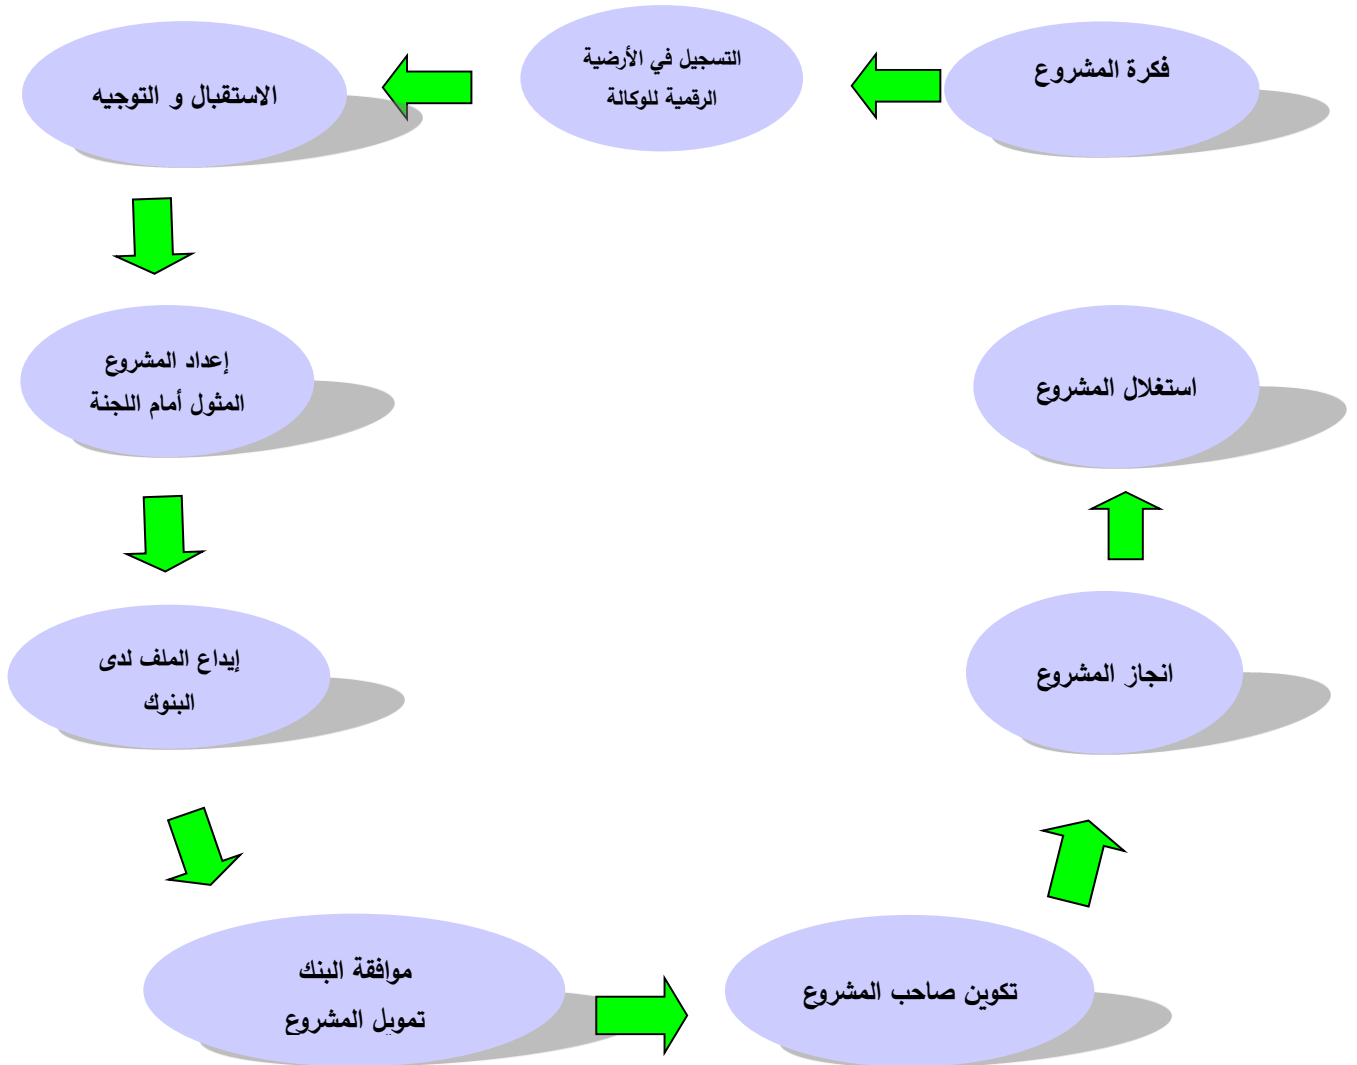 فكرة المشروع
التسجيل في الأرضية
الرقمية للوكالة
الاستقبال و التوجيه
إعداد المشروع
المثول أمام اللجنة
إيداع الملف لدى
البنوك
موافقة البنك
تمويل المشروع
تكوين صاحب المشروع
انجاز المشروع
استغلال المشروع